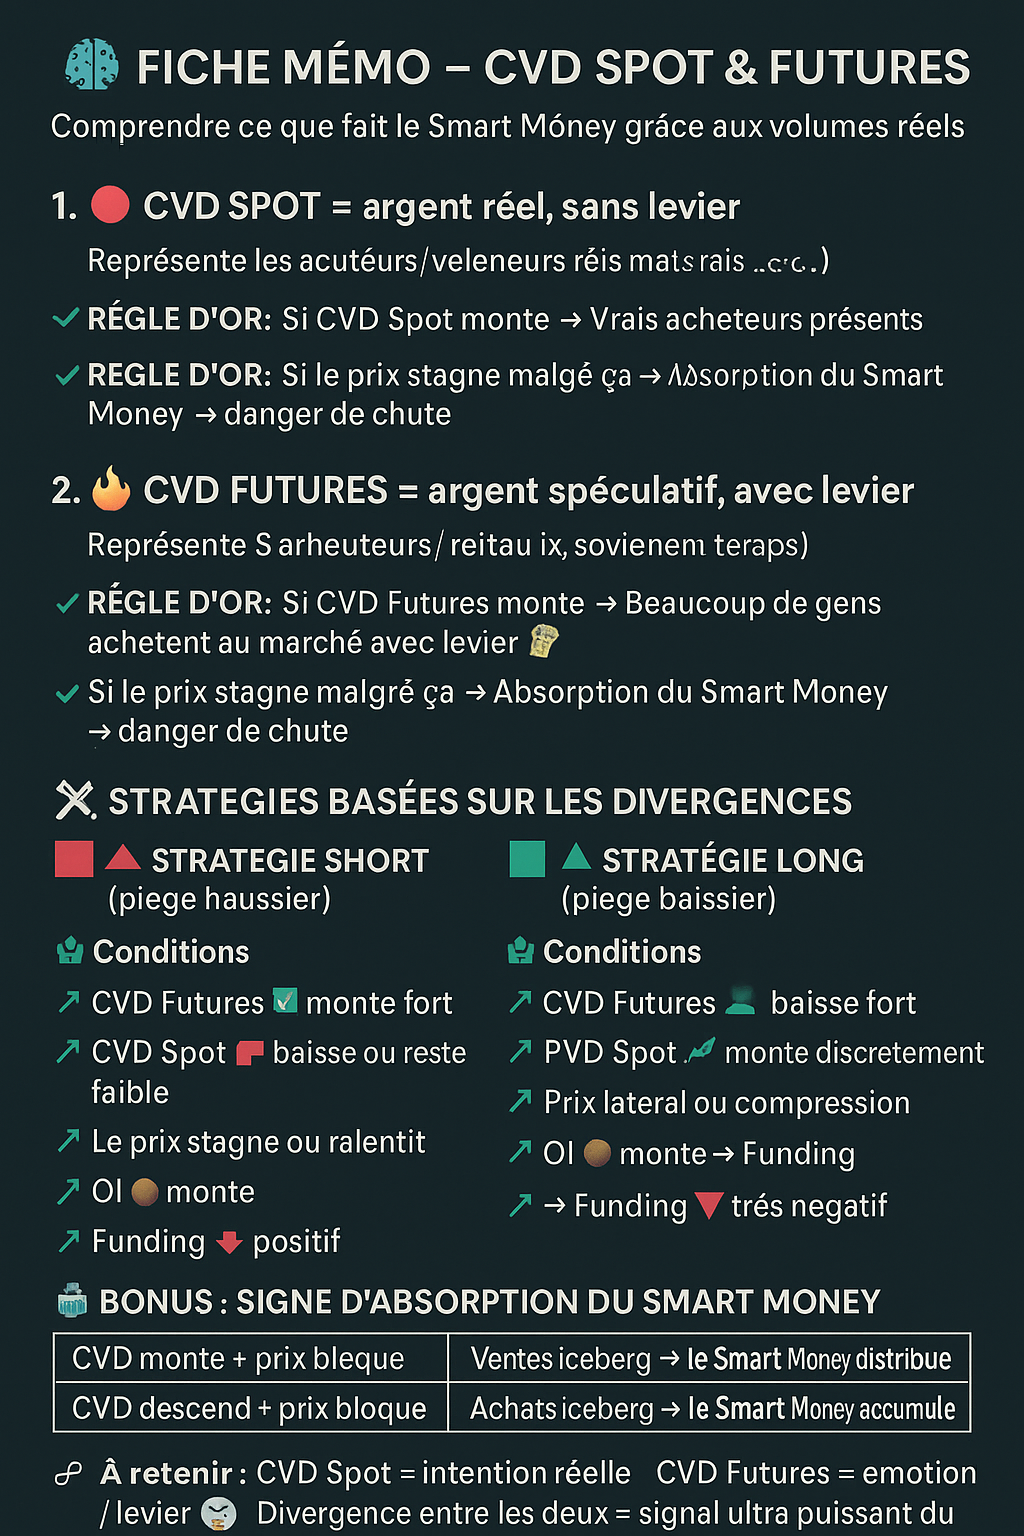 FICHE MÉMO – CVD SPOT & FUTURES
Comprendre ce que fait le Smart Móney gráce aux volumes réels
1. CVD SPOT = argent réel, sans levier
Représente les acutéurs/veleneurs réis mats rais
RÉGLE D'OR: Si CVD Spot monte → Vrais acheteurs présents
REGLE D'OR: Si le prix stagne malgé ça → du Smart
Money → danger de chute
2. CVD FUTURES = argent spéculatif, avec levier
Représente S arheuteurs/ reitau ix, sovienem teraps)
RÉGLE D'OR: Si CVD Futures monte → Beaucoup de gens
achetent au marché avec levier
Si le prix stagne malgré ça → Absorption du Smart Money
→ danger de chute
STRATEGIES BASÉES SUR LES DIVERGENCES
STRATEGIE SHORT
(piege haussier)
Conditions
CVD Futures monte fort
CVD Spot baisse ou reste
faible
Le prix stagne ou ralentit
OI monte
Funding positif
STRATÉGIE LONG
(piege baissier)
Conditions
CVD Futures baisse fort
PVD Spot monte discretement
Prix lateral ou compression
OI monte → Funding
→ Funding trés negatif
BONUS : SIGNE D'ABSORPTION DU SMART MONEY
CVD monte + prix bleque Ventes iceberg → le Smart Money distribue
CVD descend + prix bloque Achats iceberg → le Smart Money accumule
Â retenir : CVD Spot = intention réelle CVD Futures = emotion
/ levier Divergence entre les deux = signal ultra puissant du